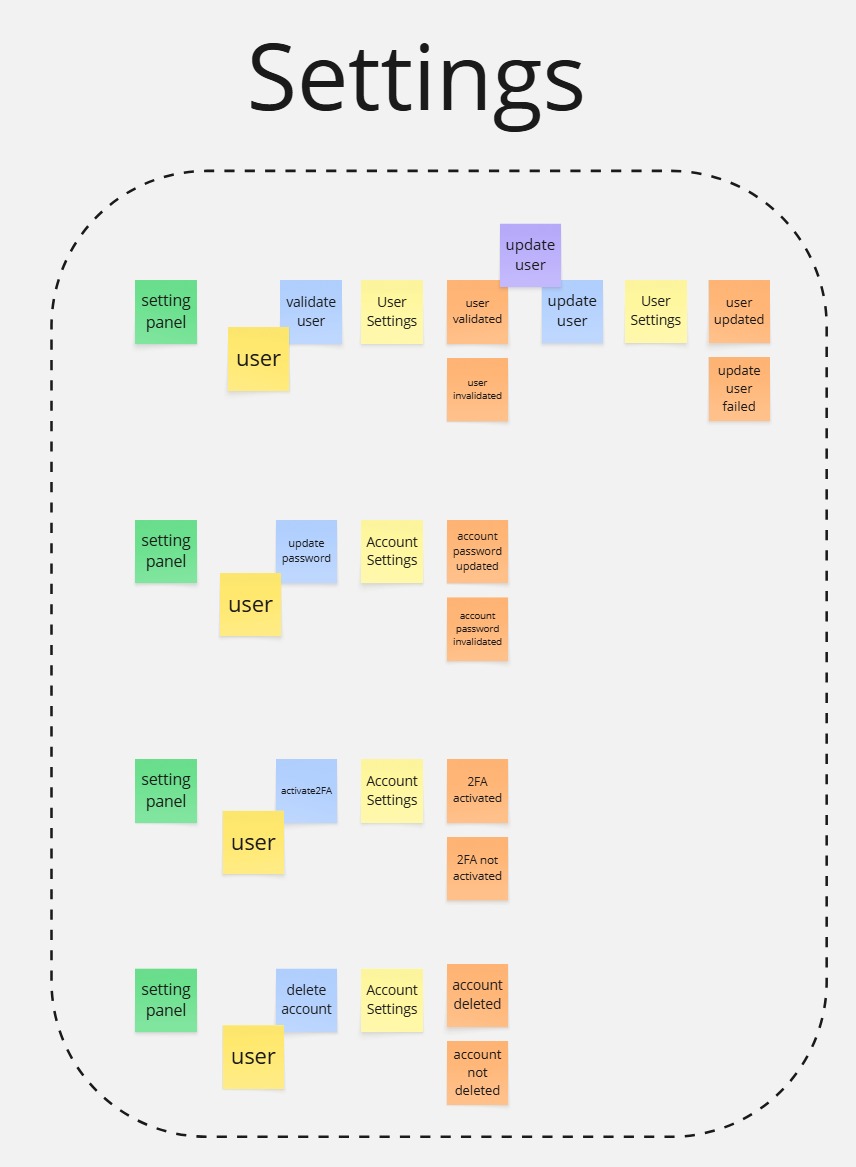 Settings
update
user
setting
panel
validate
user
User
Settings
user
validated
update
user
User
Settings
user
updated
user
user
invalidated
update
user
failed
setting
panel
update
password
Account
Settings
account
password
updated
user
account
password
invalidated
setting
panel
activate2FA
Account
Settings
2FA
activated
user
2FA not
activated
setting
panel
delete
account
Account
Settings
account
deleted
user
account
not
deleted